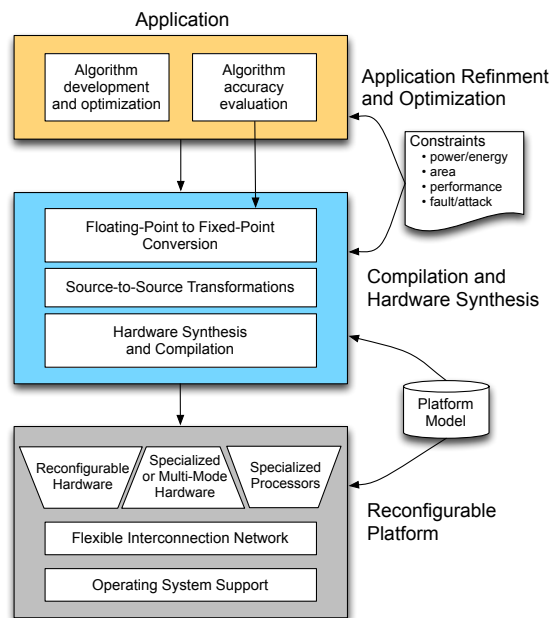 Application
Algorithm
development
and optimization
Algorithm
accuracy
evaluation
Application Refinment
and Optimization
Constraints
• power/energy
• area
• performance
• fault/attack
Floating-Point to Fixed-Point
Conversion
Source-to-Source Transformations
Hardware Synthesis
and Compilation
Compilation and
Hardware Synthesis
Platform
Model
Reconfigurable
Hardware
Specialized
or Multi-Mode
Hardware
Specialized
Processors
Flexible Interconnection Network
Operating System Support
Reconfigurable
Platform